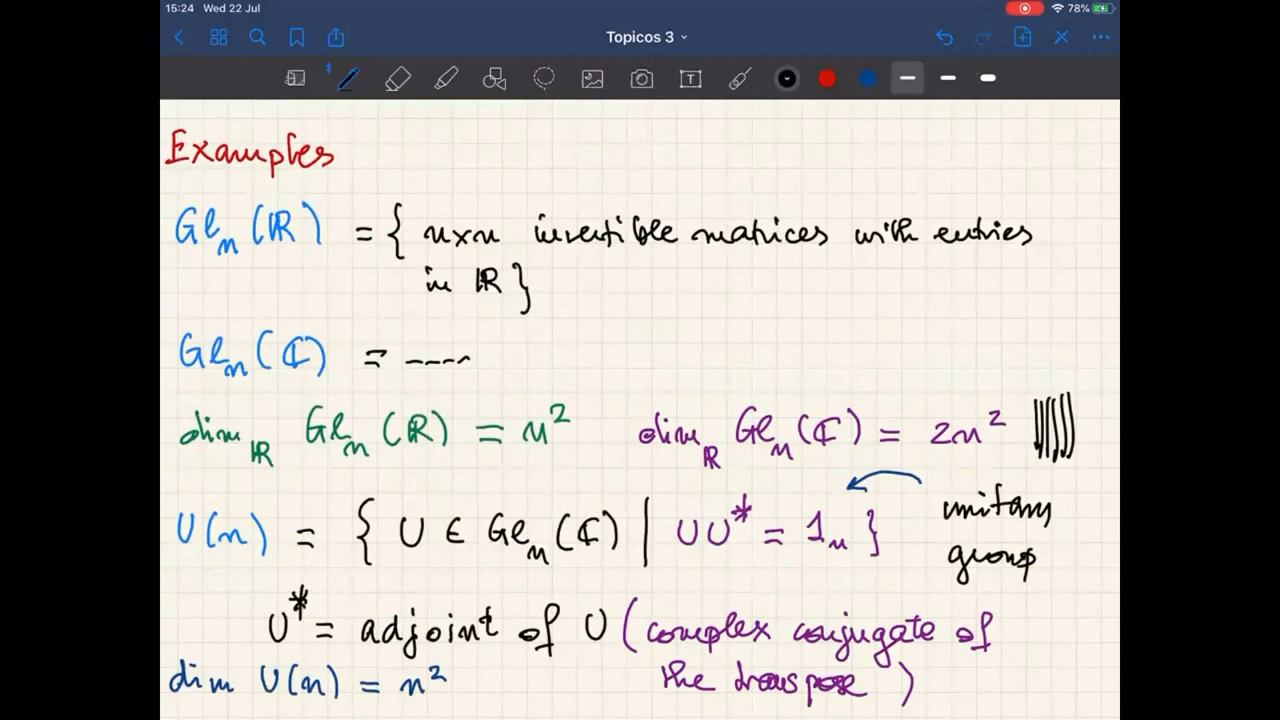 15:24 Wed 22 Jul 78%
Topicos 3
Examples
Gl_n(ℝ) = { n×n invertible matrices with entries
in ℝ }
Gl_n(ℂ) = ----
dim_ℝ Gl_n(ℝ) = n² dim_ℝ Gl_n(ℂ) = 2n²
U(n) = { U ∈ Gl_n(ℂ) | UU* = 1_n } unitary
group
U* = adjoint of U (complex conjugate of
the transpose)
dim U(n) = n²